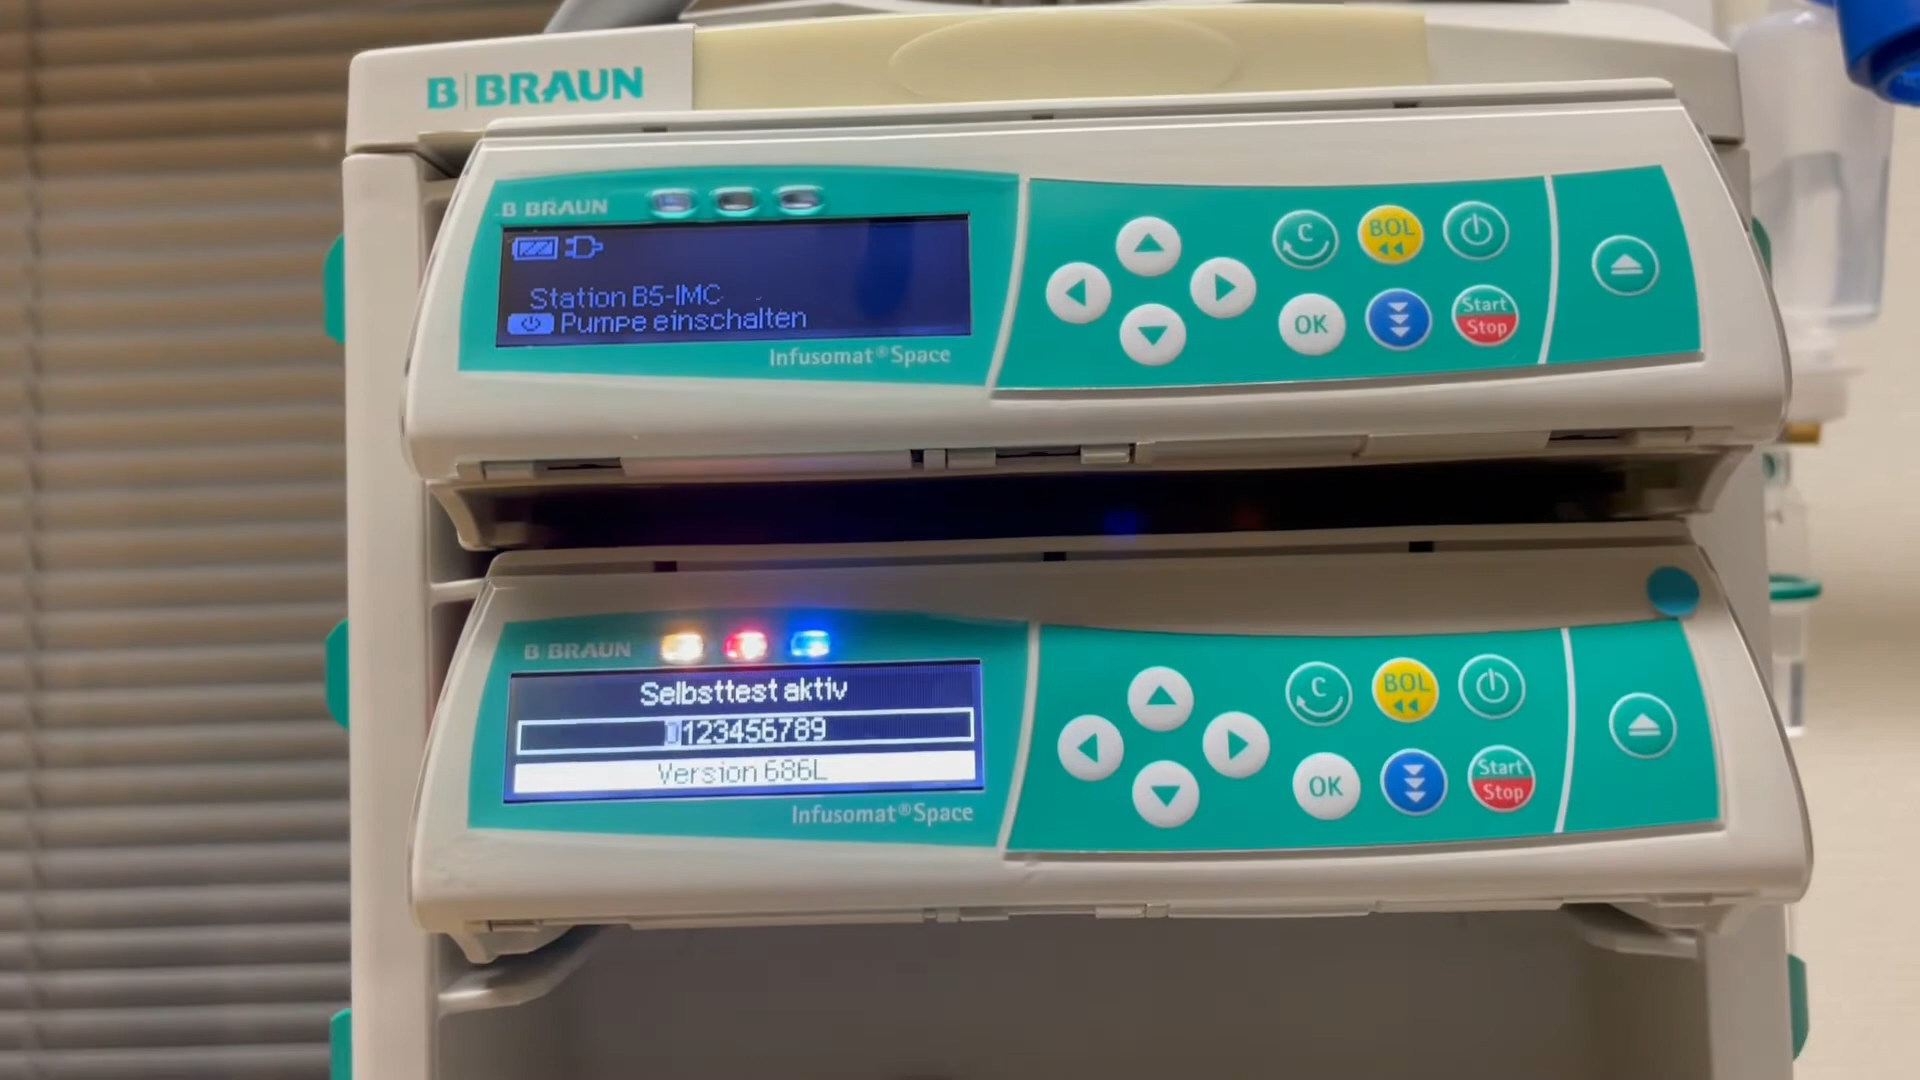 B|BRAUN
B|BRAUN
Station B5-IMC
Pumpe einschalten
Infusomat®Space
C
BOL
OK
Start
Stop
B|BRAUN
Selbsttest aktiv
0123456789
Version 686L
Infusomat®Space
C
BOL
OK
Start
Stop